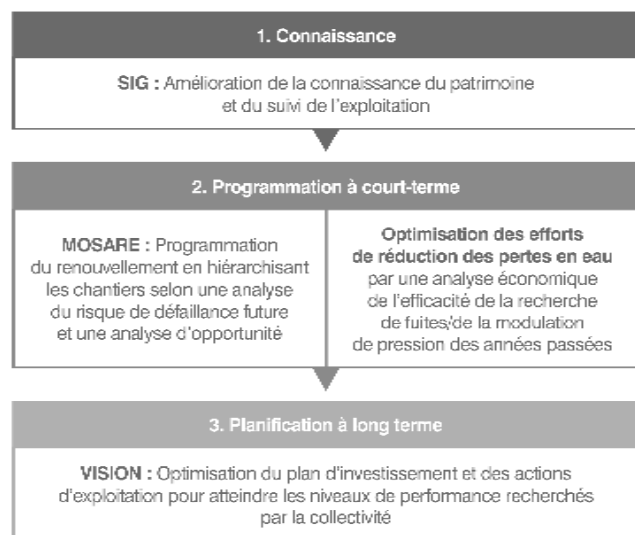 1. Connaissance
SIG : Amélioration de la connaissance du patrimoine
et du suivi de l'exploitation
2. Programmation à court-terme
MOSARE : Programmation
du renouvellement en hiérarchisant
les chantiers selon une analyse
du risque de défaillance future
et une analyse d'opportunité
Optimisation des efforts
de réduction des pertes en eau
par une analyse économique
de l'efficacité de la recherche
de fuites/de la modulation
de pression des années passées
3. Planification à long terme
VISION : Optimisation du plan d'investissement et des actions
d'exploitation pour atteindre les niveaux de performance recherchés
par la collectivité